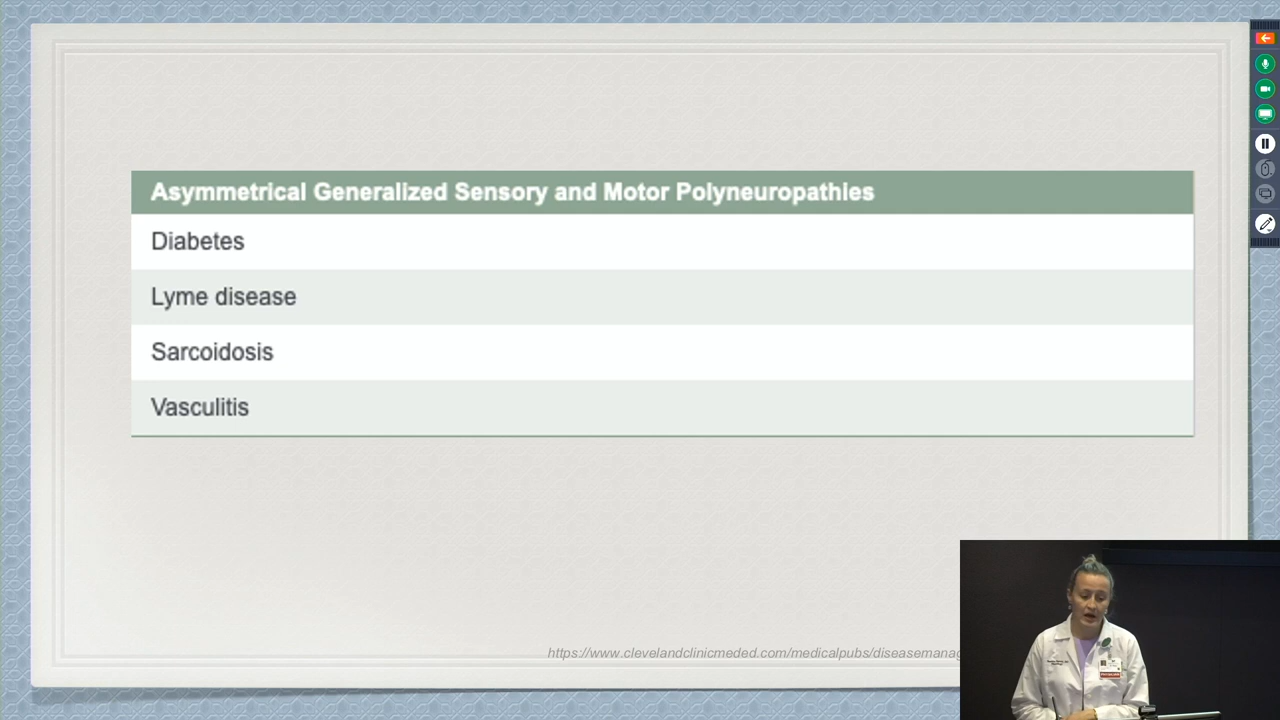 Asymmetrical Generalized Sensory and Motor Polyneuropathies
Diabetes
Lyme disease
Sarcoidosis
Vasculitis
https://www.clevelandclinicmeded.com/medicalpubs/diseasemanag